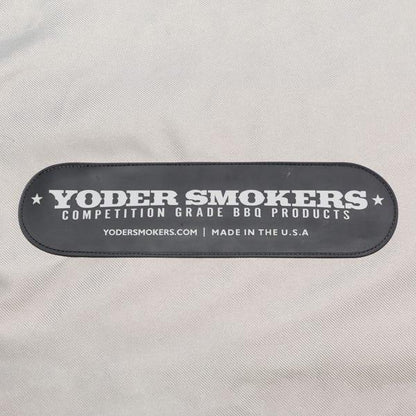 ★ YODER SMOKERS ★
COMPETITION GRADE BBQ PRODUCTS
YODERSMOKERS.COM | MADE IN THE U.S.A